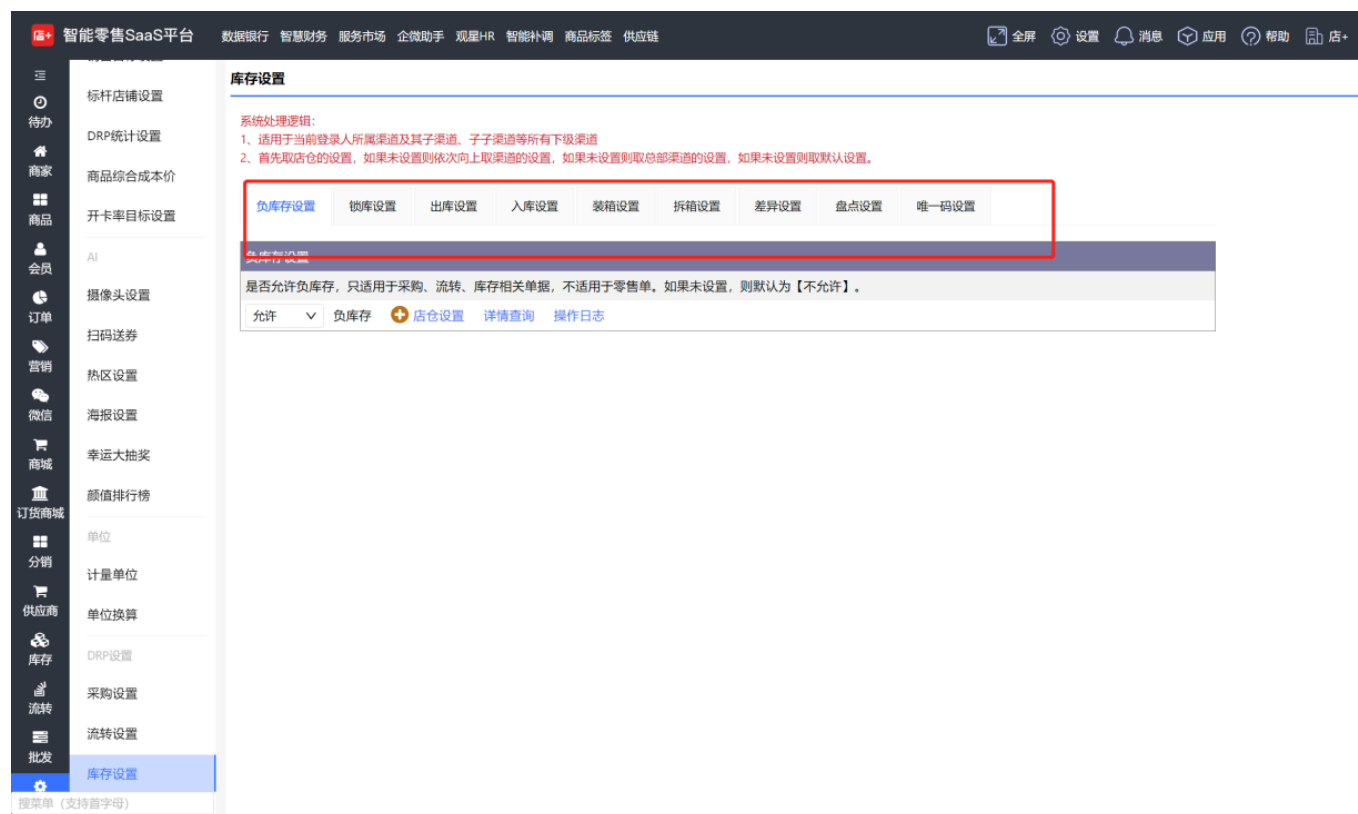 店+ 智能零售SaaS平台 数据银行 智慧财务 服务市场 企微助手 观星HR 智能补调 商品标签 供应链 全屏 设置 消息 应用 帮助 店+
待办
商家
商品
会员
订单
营销
微信
商城
订货商城
分销
供应商
库存
流转
批发
搜菜单（支持首字母）
标杆店铺设置
DRP统计设置
商品综合成本价
开卡率目标设置
AI
摄像头设置
扫码送券
热区设置
海报设置
幸运大抽奖
颜值排行榜
单位
计量单位
单位换算
DRP设置
采购设置
流转设置
库存设置
库存设置
系统处理逻辑：
1、适用于当前登录人所属渠道及其子渠道、子子渠道等所有下级渠道
2、首先取店仓的设置，如果未设置则依次向上取渠道的设置，如果未设置则取总部渠道的设置，如果未设置则取默认设置。
负库存设置 锁库设置 出库设置 入库设置 装箱设置 拆箱设置 差异设置 盘点设置 唯一码设置
负库存设置
是否允许负库存，只适用于采购、流转、库存相关单据，不适用于零售单。如果未设置，则默认为【不允许】。
允许 负库存 店仓设置 详情查询 操作日志